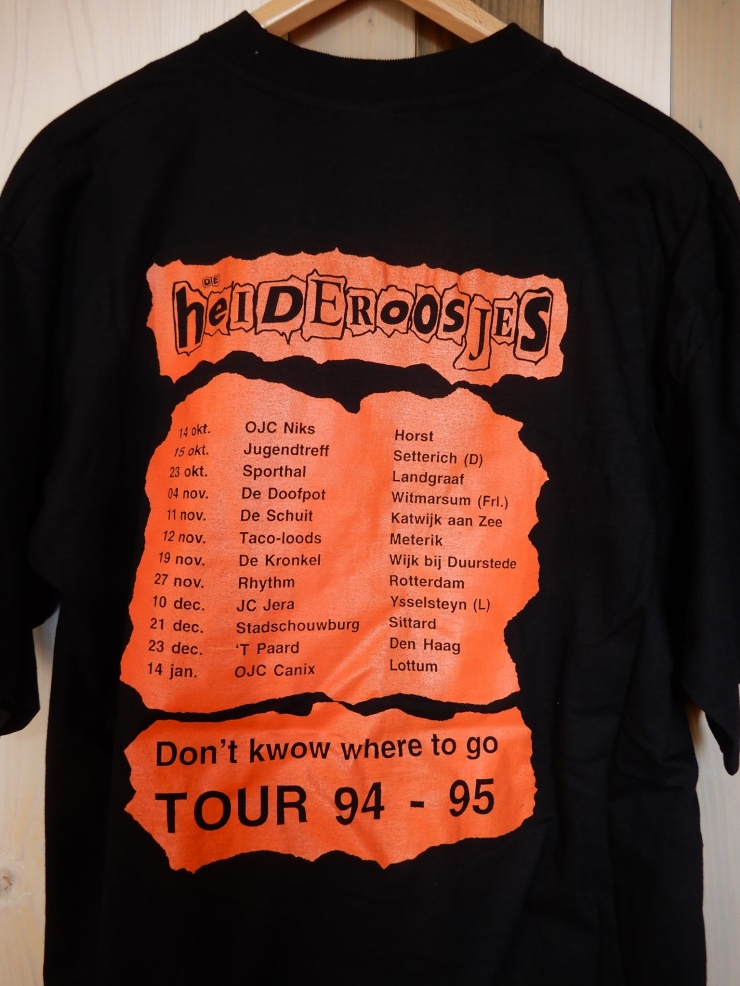 DE
heIDERoOSJES
14 okt. OJC Niks Horst
15 okt. Jugendtreff Setterich (D)
23 okt. Sporthal Landgraaf
04 nov. De Doofpot Witmarsum (Frl.)
11 nov. De Schuit Katwijk aan Zee
12 nov. Taco-loods Meterik
19 nov. De Kronkel Wijk bij Duurstede
27 nov. Rhythm Rotterdam
10 dec. JC Jera Ysselsteyn (L)
21 dec. Stadschouwburg Sittard
23 dec. 'T Paard Den Haag
14 jan. OJC Canix Lottum
Don't kwow where to go
TOUR 94 - 95